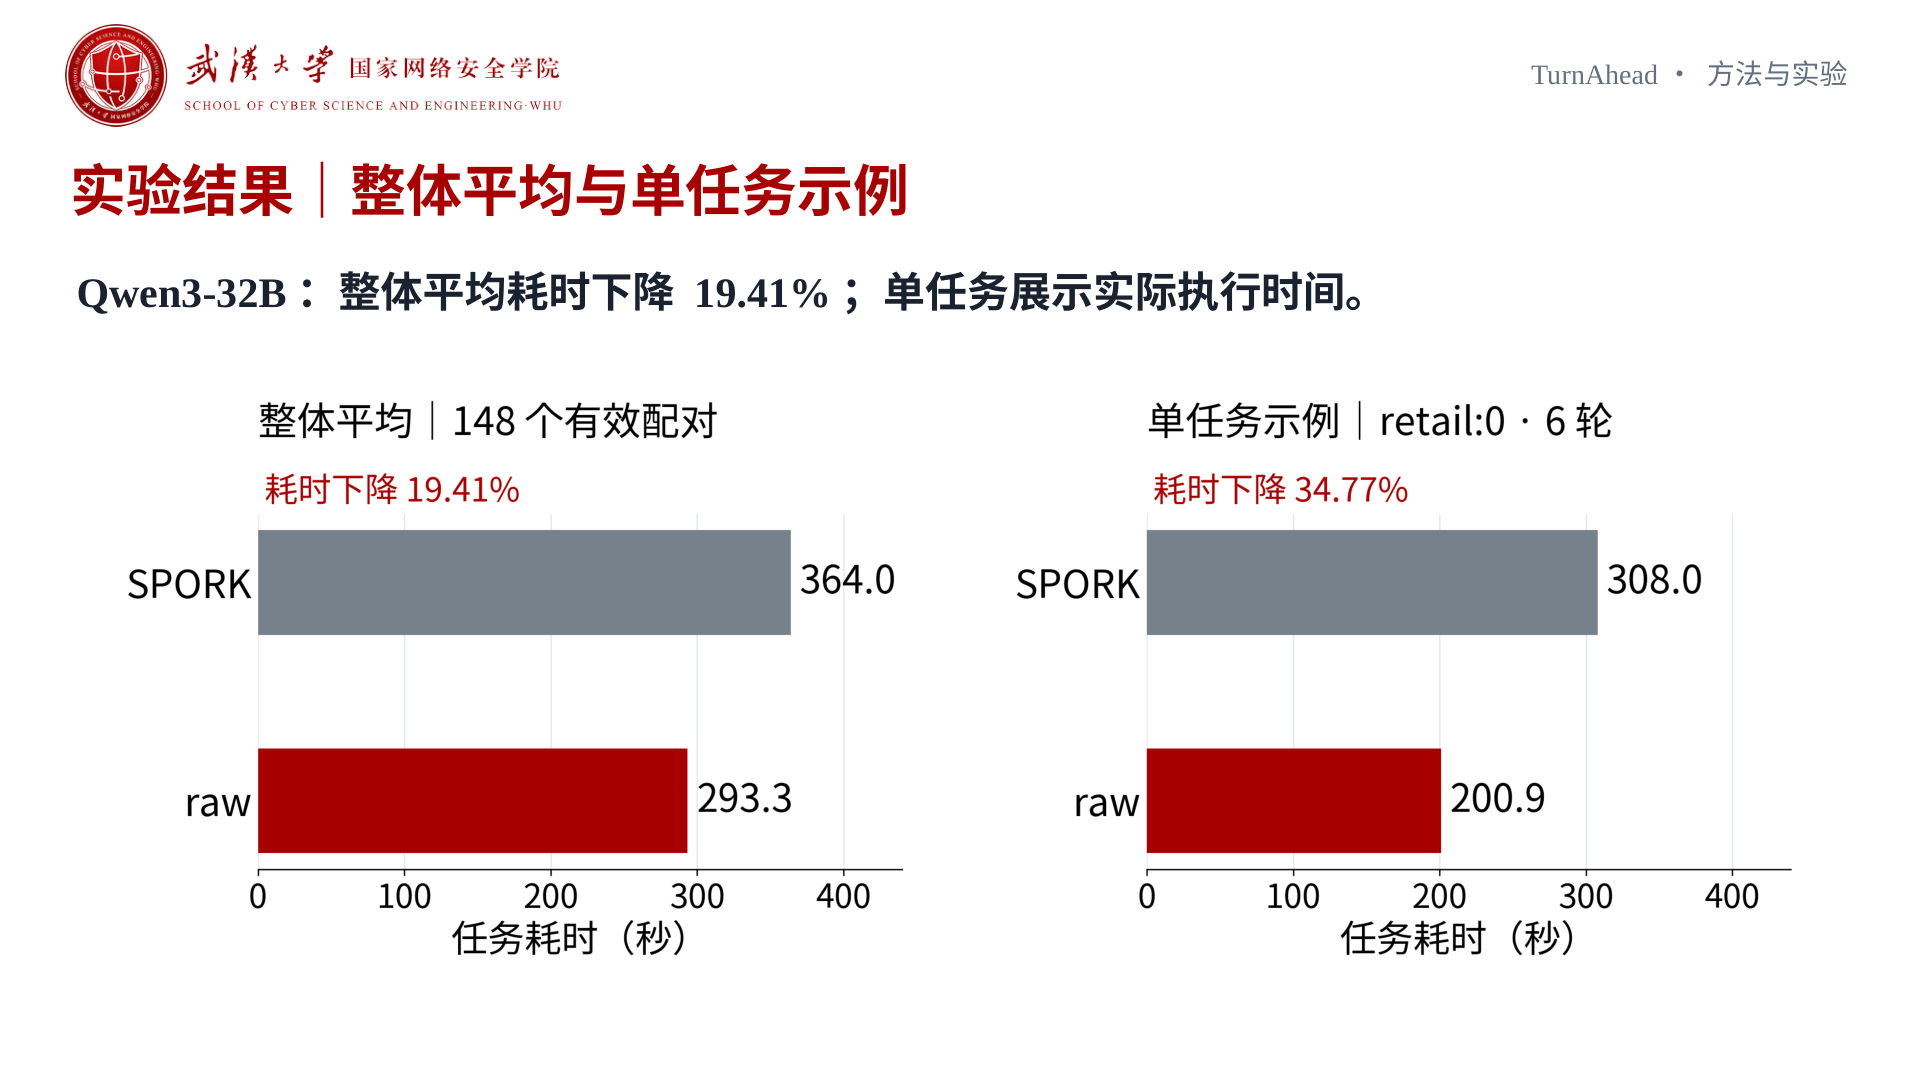 武漢大学 国家网络安全学院
SCHOOL OF CYBER SCIENCE AND ENGINEERING·WHU
TurnAhead • 方法与实验
实验结果｜整体平均与单任务示例
Qwen3-32B：整体平均耗时下降 19.41%；单任务展示实际执行时间。
整体平均｜148 个有效配对
耗时下降 19.41%
SPORK 364.0
raw 293.3
0 100 200 300 400
任务耗时（秒）
单任务示例｜retail:0 · 6 轮
耗时下降 34.77%
SPORK 308.0
raw 200.9
0 100 200 300 400
任务耗时（秒）